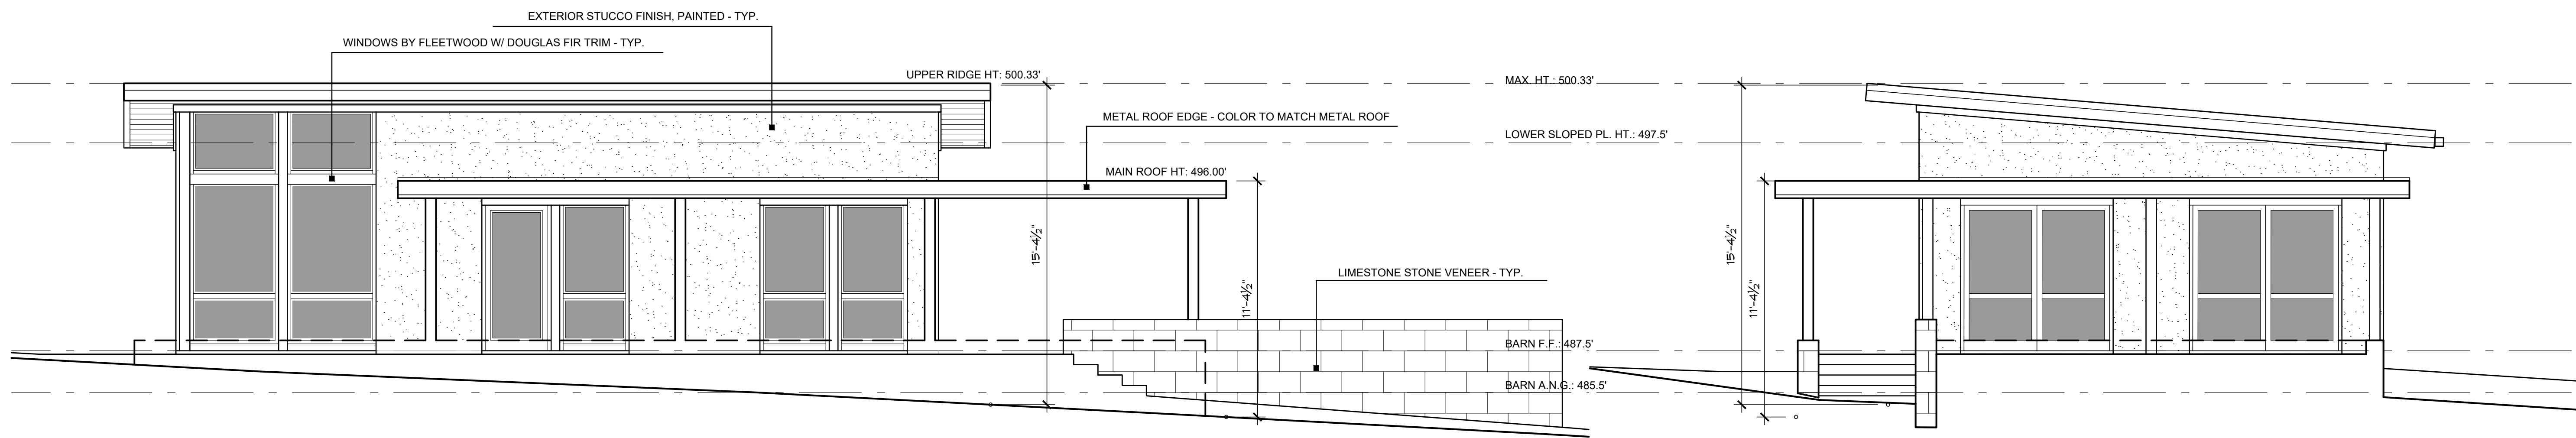 EXTERIOR STUCCO FINISH, PAINTED - TYP.
WINDOWS BY FLEETWOOD W/ DOUGLAS FIR TRIM - TYP.
UPPER RIDGE HT: 500.33'
MAX. HT.: 500.33'
METAL ROOF EDGE - COLOR TO MATCH METAL ROOF
LOWER SLOPED PL. HT.: 497.5'
MAIN ROOF HT: 496.00'
15'-4½"
15'-4½"
LIMESTONE STONE VENEER - TYP.
11'-4½"
11'-4½"
BARN F.F.: 487.5'
BARN A.N.G.: 485.5'